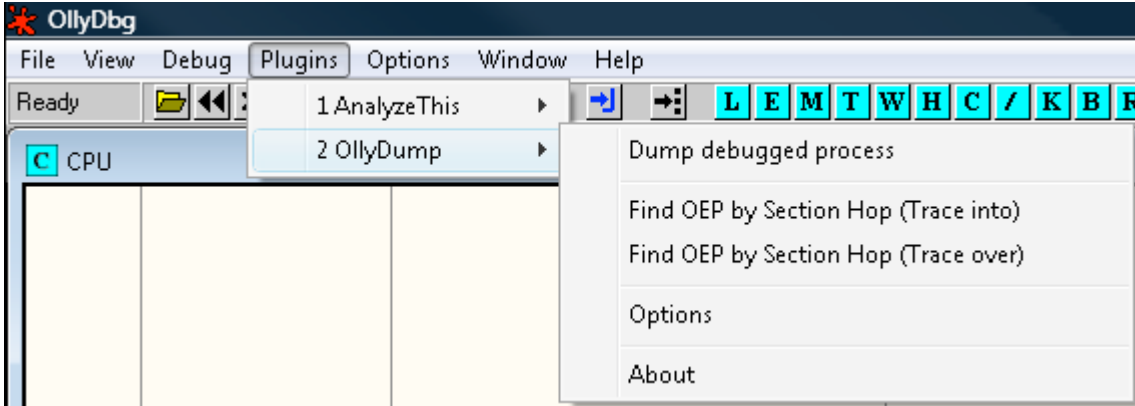 OllyDbg
File View Debug Plugins Options Window Help
Ready L E M T W H C / K B R
1 AnalyzeThis
2 OllyDump
C CPU
Dump debugged process
Find OEP by Section Hop (Trace into)
Find OEP by Section Hop (Trace over)
Options
About